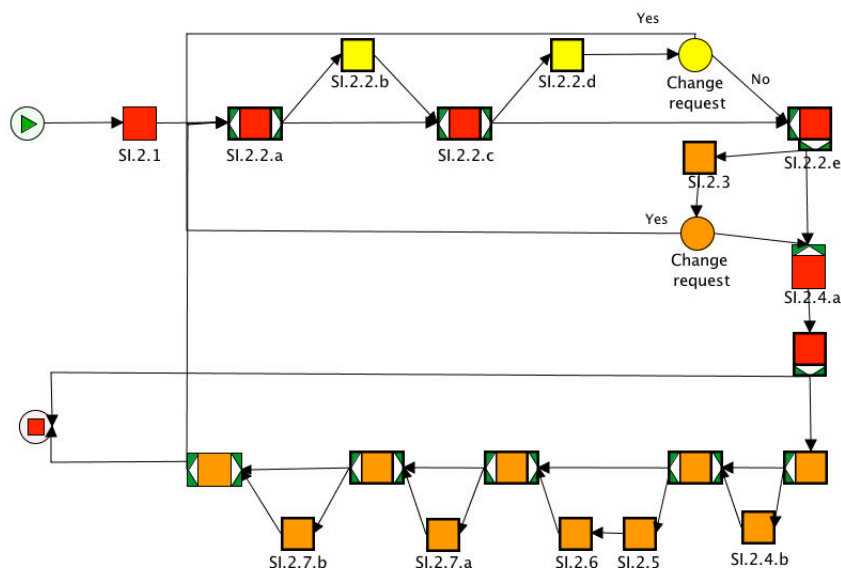 Yes
SI.2.2.b
SI.2.2.d
Change
request
No
SI.2.1
SI.2.2.a
SI.2.2.c
SI.2.2.e
SI.2.3
Yes
Change
request
SI.2.4.a
SI.2.7.b
SI.2.7.a
SI.2.6
SI.2.5
SI.2.4.b